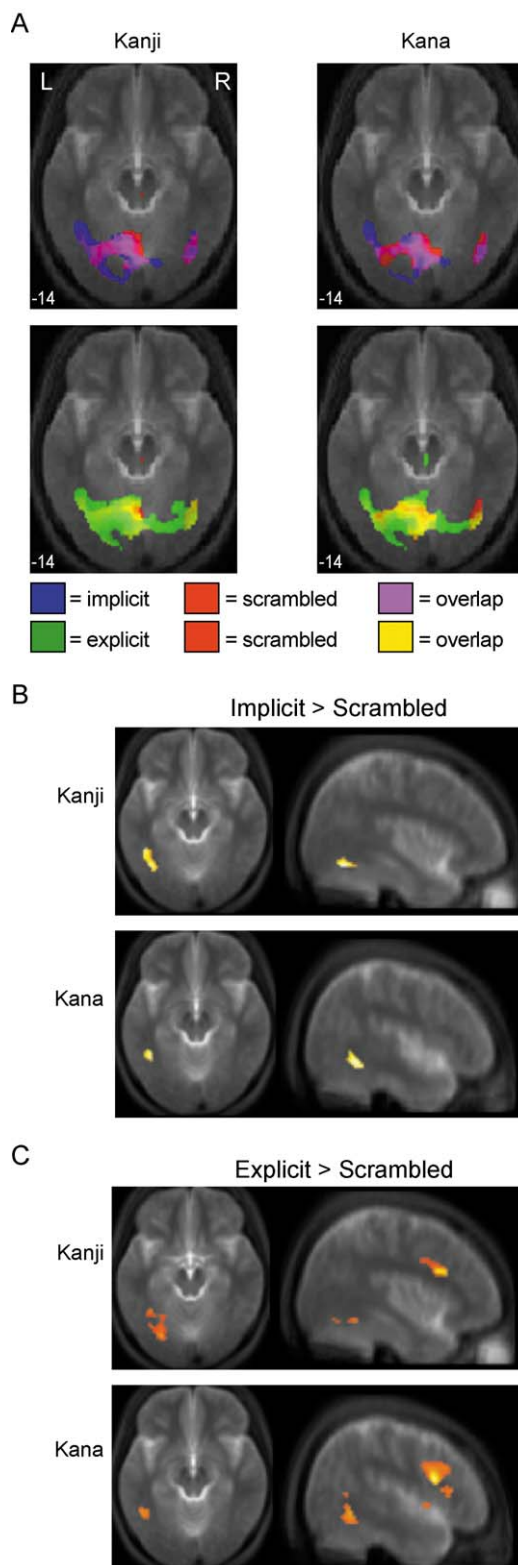 A
Kanji Kana
L R
-14 -14
-14 -14
= implicit = scrambled = overlap
= explicit = scrambled = overlap
B
Implicit > Scrambled
Kanji
Kana
C
Explicit > Scrambled
Kanji
Kana